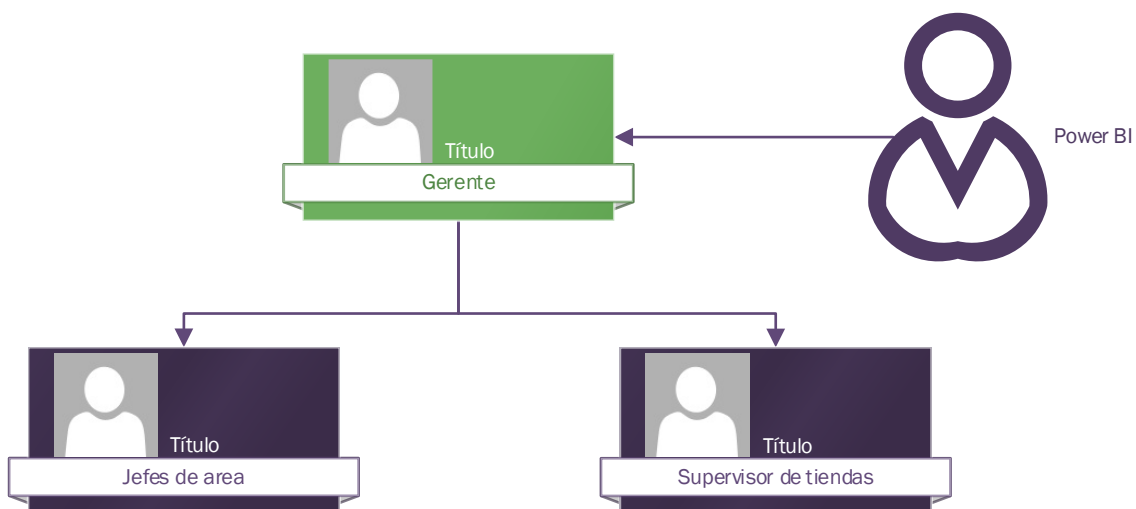 Título
Gerente
Power BI
Título
Jefes de area
Título
Supervisor de tiendas